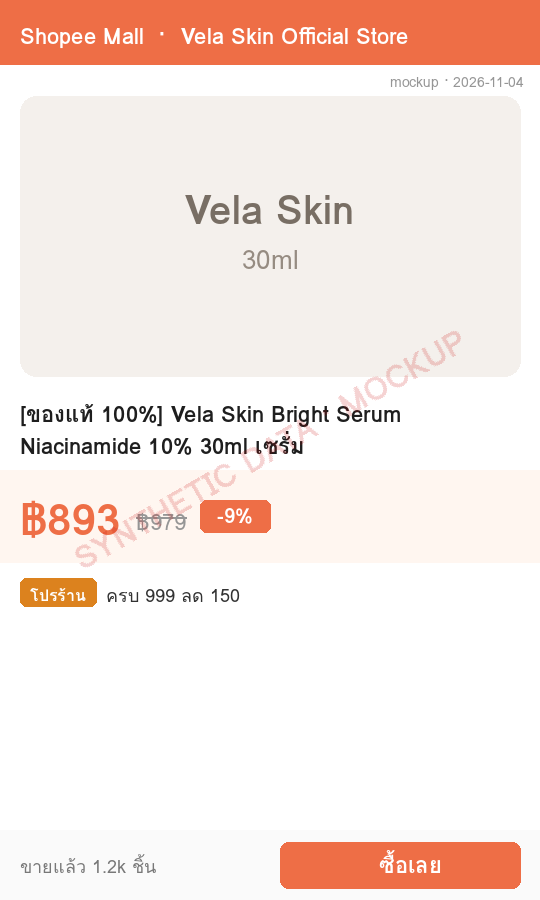 Shopee Mall · Vela Skin Official Store
mockup · 2026-11-04
Vela Skin
30ml
[ของแท้ 100%] Vela Skin Bright Serum
Niacinamide 10% 30ml เซรั่ม
฿893 ฿979 -9%
โปรร้าน ครบ 999 ลด 150
SYNTHETIC DATA · MOCKUP
ขายแล้ว 1.2k ชิ้น ซื้อเลย